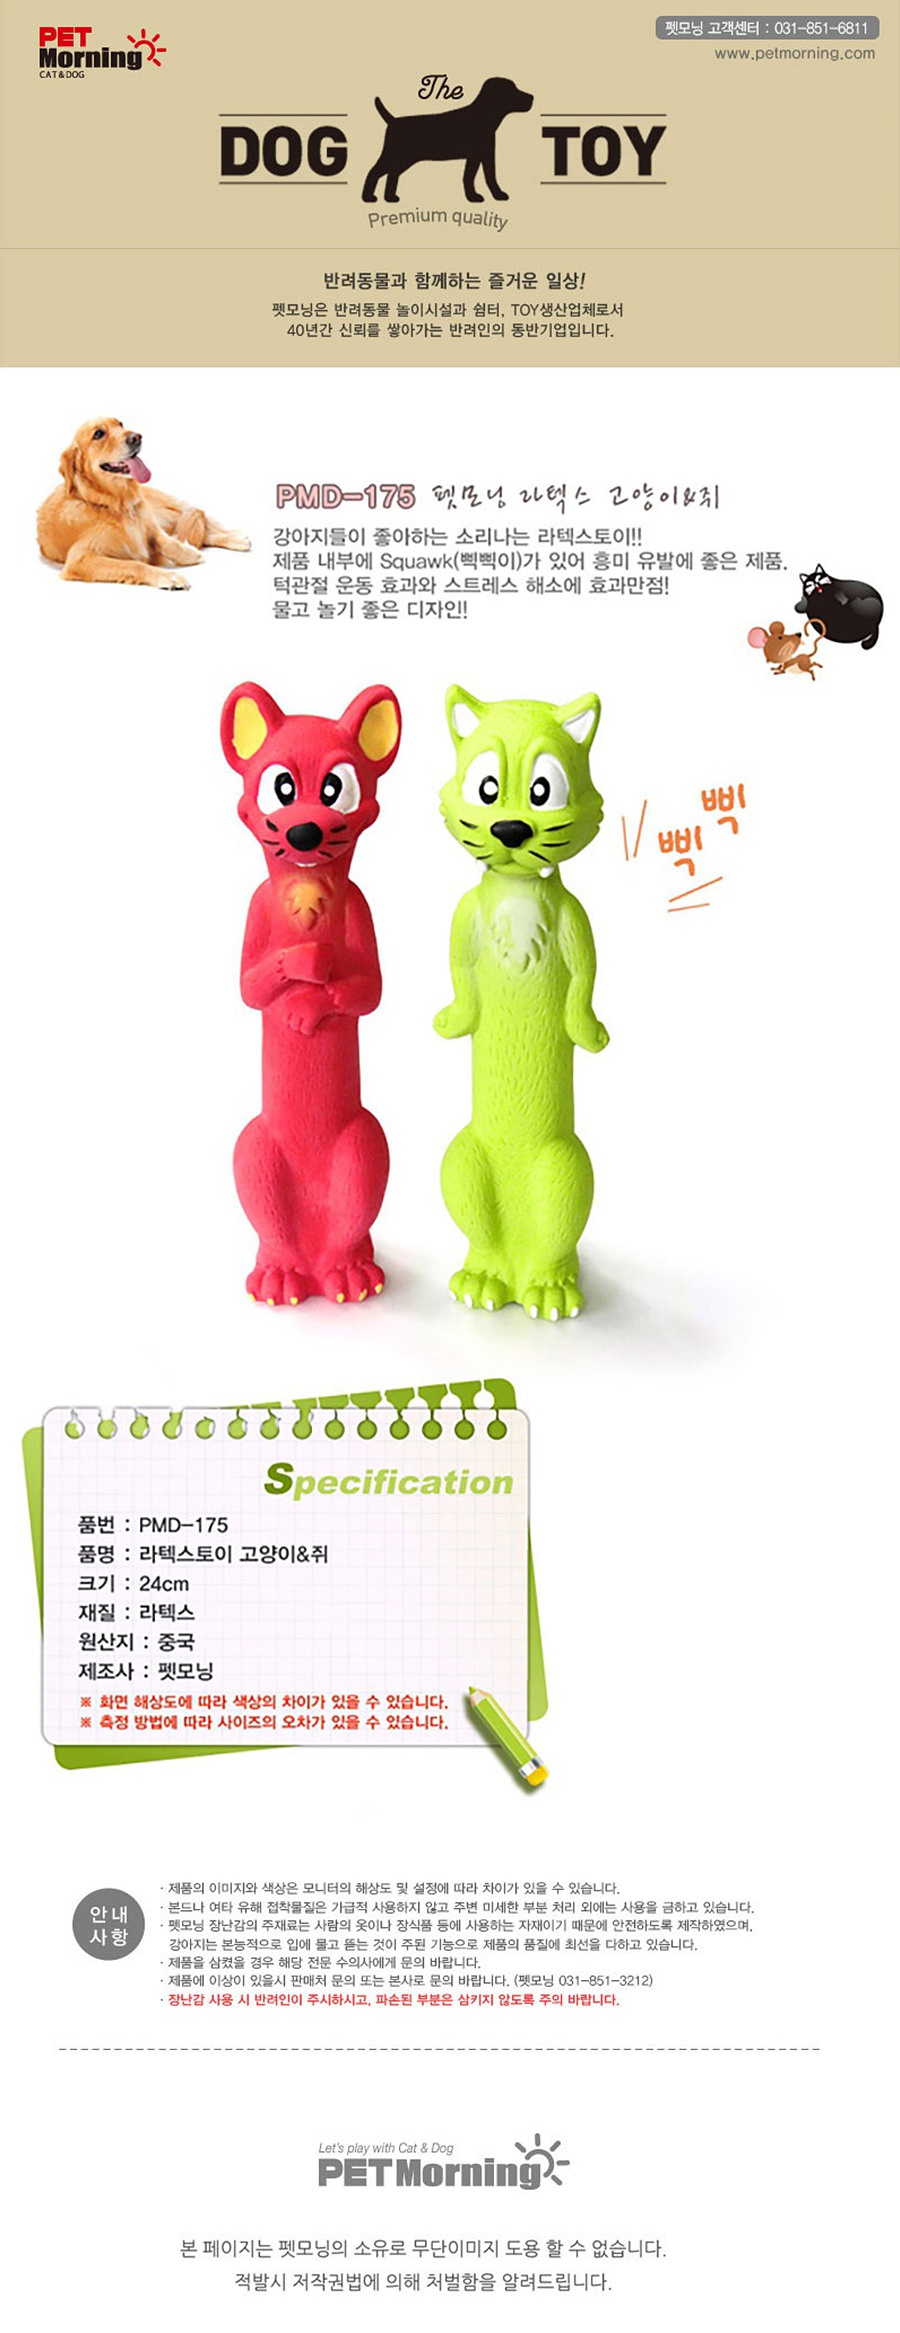 PET
Morning
CAT&DOG
펫모닝 고객센터 : 031-851-6811
www.petmorning.com
The
DOG TOY
Premium quality
반려동물과 함께하는 즐거운 일상!
펫모닝은 반려동물 놀이시설과 쉼터, TOY생산업체로서
40년간 신뢰를 쌓아가는 반려인의 동반기업입니다.
PMD-175 펫모닝 라텍스 고양이&쥐
강아지들이 좋아하는 소리나는 라텍스토이!!
제품 내부에 Squawk(삑삑이)가 있어 흥미 유발에 좋은 제품.
턱관절 운동 효과와 스트레스 해소에 효과만점!
물고 놀기 좋은 디자인!
삑
삑
Specification
품번 : PMD-175
품명 : 라텍스토이 고양이&쥐
크기 : 24cm
재질 : 라텍스
원산지 : 중국
제조사 : 펫모닝
※ 화면 해상도에 따라 색상의 차이가 있을 수 있습니다.
※ 측정 방법에 따라 사이즈의 오차가 있을 수 있습니다.
안내
사항
· 제품의 이미지와 색상은 모니터의 해상도 및 설정에 따라 차이가 있을 수 있습니다.
· 본드나 여타 유해 접착물질은 가급적 사용하지 않고 주변 미세한 부분 처리 외에는 사용을 금하고 있습니다.
· 펫모닝 장난감의 주재료는 사람의 옷이나 장식품 등에 사용하는 자재이기 때문에 안전하도록 제작하였으며,
강아지는 본능적으로 입에 물고 뜯는 것이 주된 기능으로 제품의 품질에 최선을 다하고 있습니다.
· 제품을 삼켰을 경우 해당 전문 수의사에게 문의 바랍니다.
· 제품에 이상이 있을시 판매처 문의 또는 본사로 문의 바랍니다. (펫모닝 031-851-3212)
· 장난감 사용 시 반려인이 주시하시고, 파손된 부분은 삼키지 않도록 주의 바랍니다.
Let's play with Cat & Dog
PET Morning
본 페이지는 펫모닝의 소유로 무단이미지 도용 할 수 없습니다.
적발시 저작권법에 의해 처벌함을 알려드립니다.